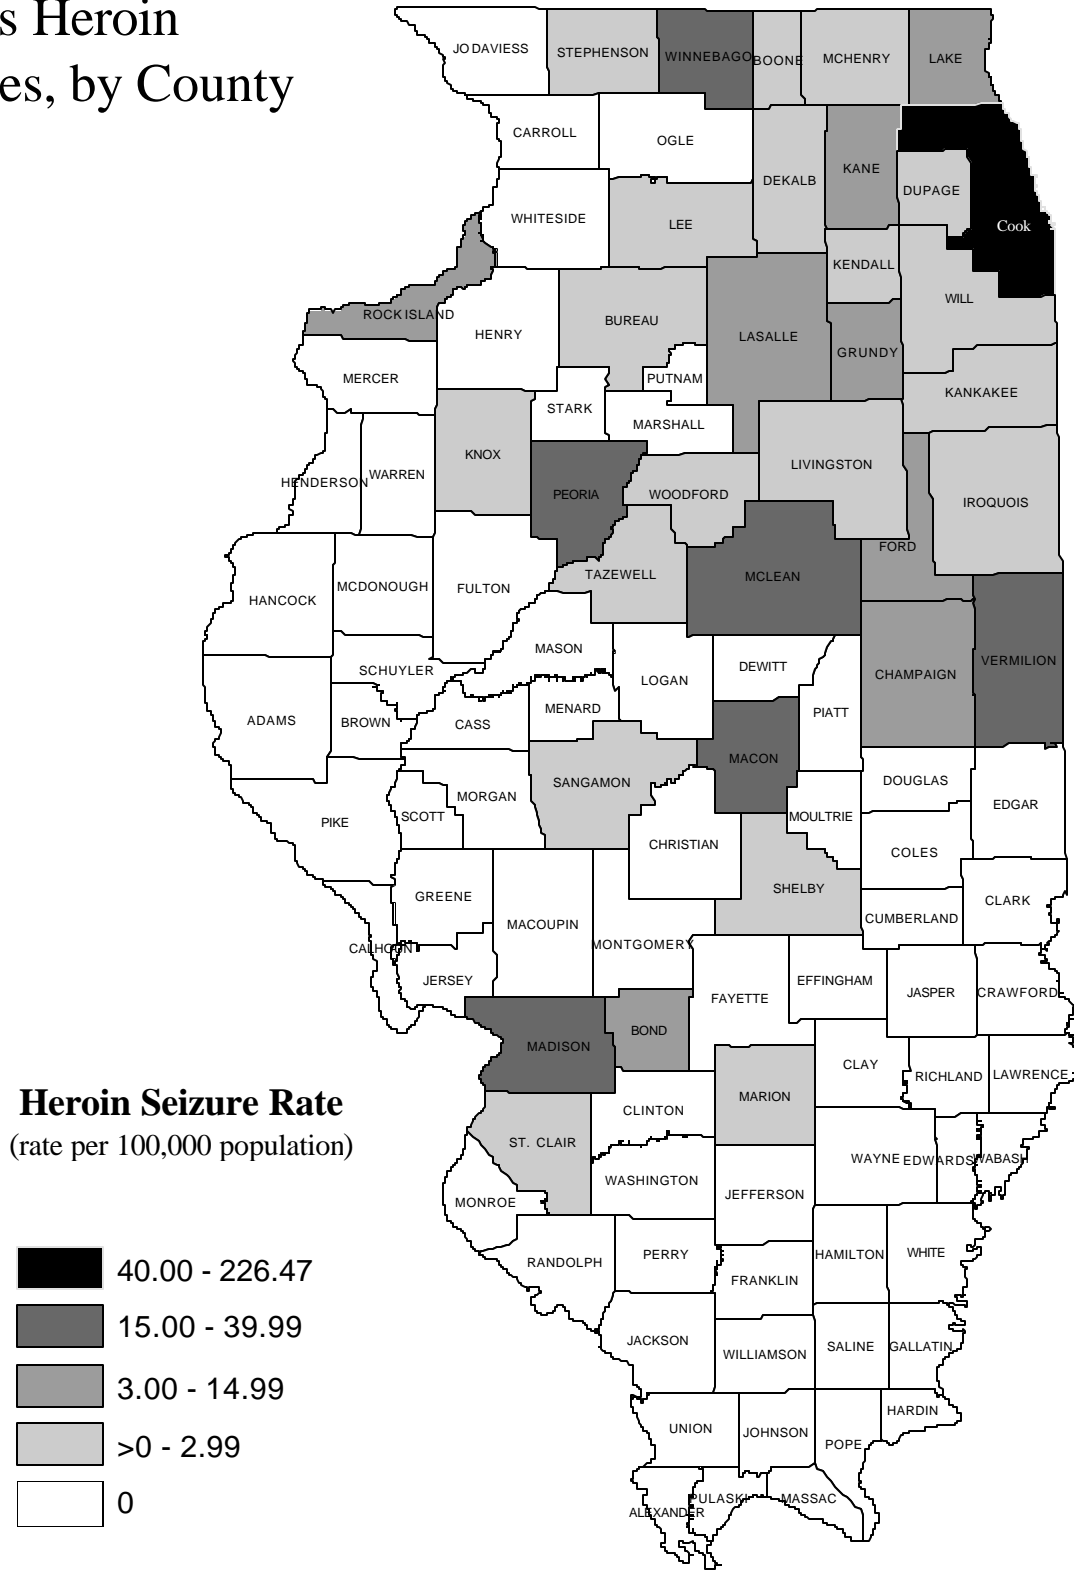 s Heroin
es, by County
JO DAVIESS
STEPHENSON
WINNEBAGO
BOONE
MCHENRY
LAKE
CARROLL
OGLE
DEKALB
KANE
DUPAGE
Cook
WHITESIDE
LEE
KENDALL
WILL
ROCK ISLAND
HENRY
BUREAU
LASALLE
GRUNDY
MERCER
PUTNAM
KANKAKEE
STARK
MARSHALL
KNOX
HENDERSON
WARREN
PEORIA
WOODFORD
LIVINGSTON
IROQUOIS
FORD
HANCOCK
MCDONOUGH
FULTON
TAZEWELL
MCLEAN
MASON
SCHUYLER
LOGAN
DEWITT
CHAMPAIGN
VERMILION
ADAMS
BROWN
CASS
MENARD
PIATT
MACON
SANGAMON
DOUGLAS
PIKE
SCOTT
MORGAN
MOULTRIE
EDGAR
CHRISTIAN
COLES
SHELBY
GREENE
CLARK
CUMBERLAND
MACOUPIN
CALHOUN
MONTGOMERY
JERSEY
FAYETTE
EFFINGHAM
JASPER
CRAWFORD
MADISON
BOND
CLAY
RICHLAND
LAWRENCE
CLINTON
MARION
ST. CLAIR
WASHINGTON
WAYNE
EDWARDS
WABASH
MONROE
JEFFERSON
RANDOLPH
PERRY
HAMILTON
WHITE
FRANKLIN
JACKSON
WILLIAMSON
SALINE
GALLATIN
UNION
JOHNSON
POPE
HARDIN
ALEXANDER
PULASKI
MASSAC
Heroin Seizure Rate
(rate per 100,000 population)
40.00 - 226.47
15.00 - 39.99
3.00 - 14.99
>0 - 2.99
0